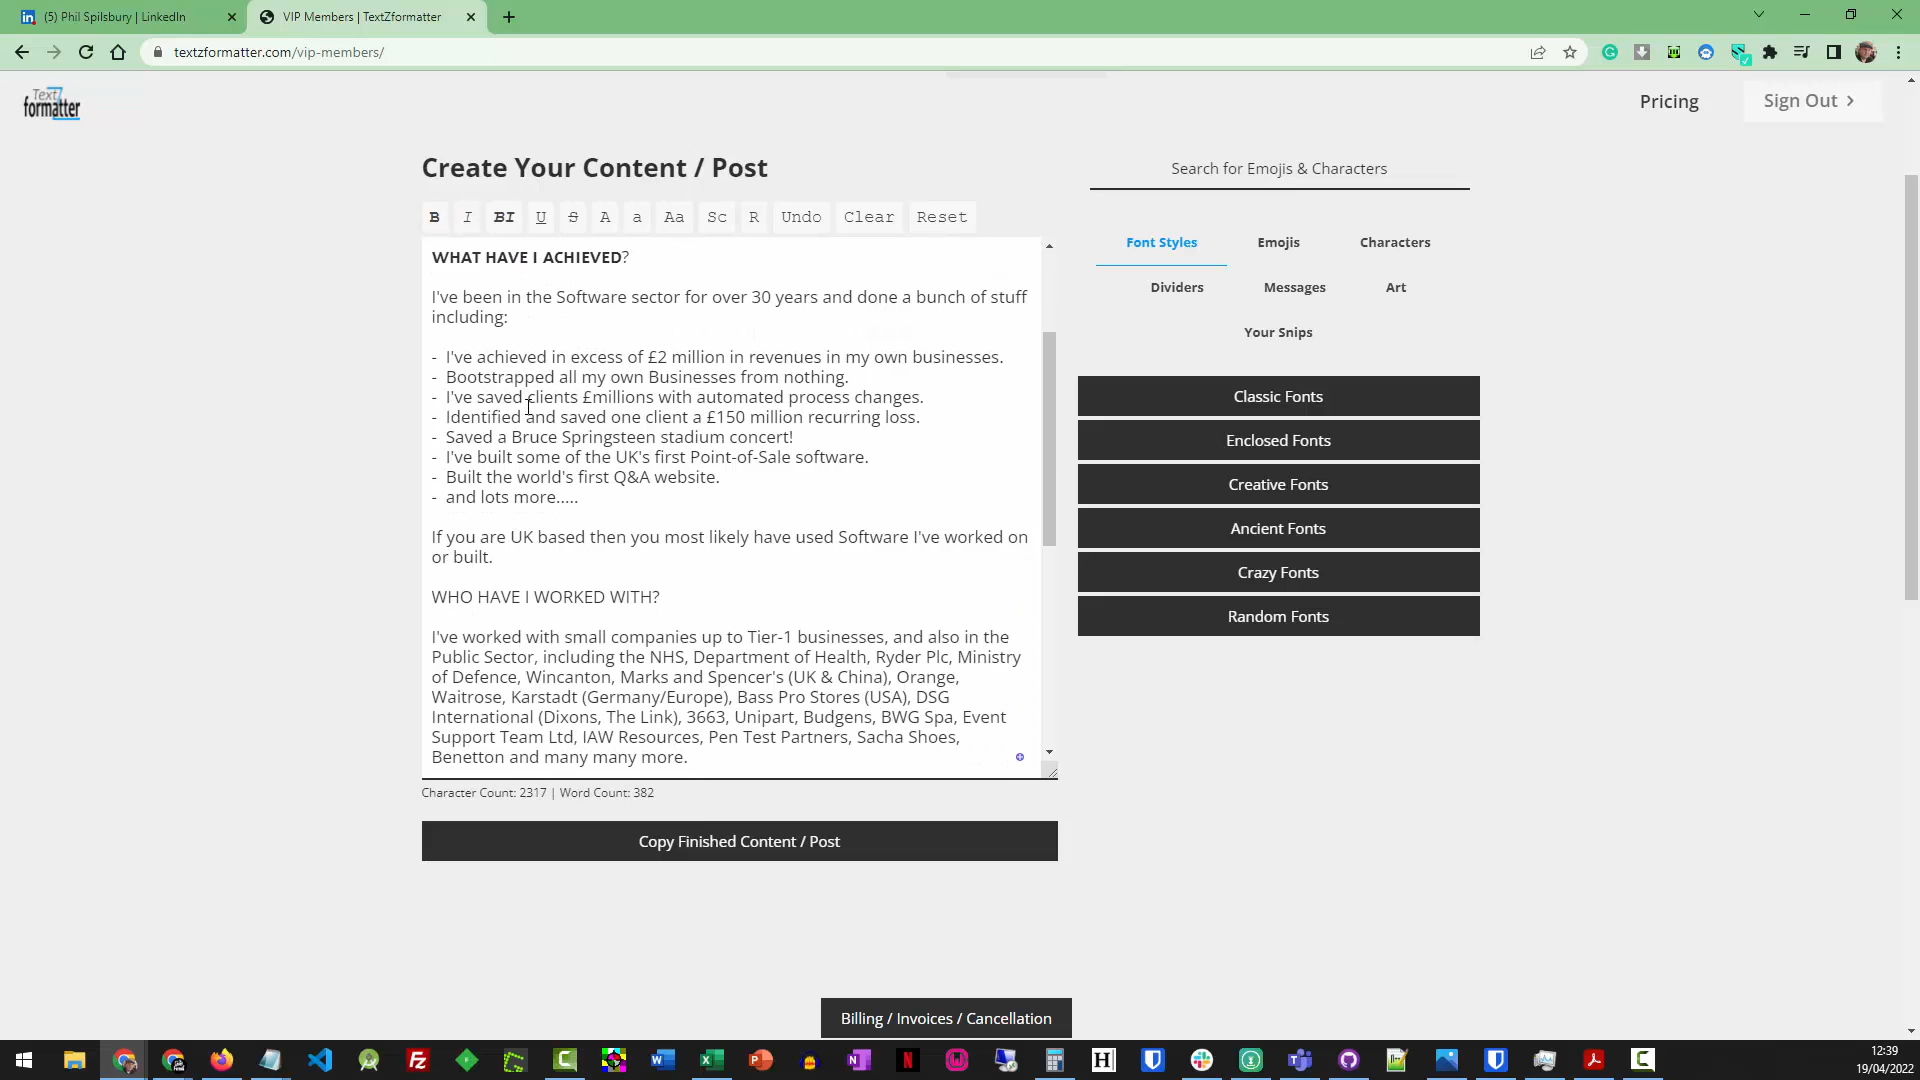 (5) Phil Spilsbury | LinkedIn
VIP Members | TextZformatter
textzformatter.com/vip-members/
TextZ
formatter
Pricing
Sign Out >
Create Your Content / Post
Search for Emojis & Characters
B I BI U S A a Aa Sc R Undo Clear Reset
Font Styles Emojis Characters
Dividers Messages Art
Your Snips
WHAT HAVE I ACHIEVED?
I've been in the Software sector for over 30 years and done a bunch of stuff
including:
- I've achieved in excess of £2 million in revenues in my own businesses.
- Bootstrapped all my own Businesses from nothing.
- I've saved clients £millions with automated process changes.
- Identified and saved one client a £150 million recurring loss.
- Saved a Bruce Springsteen stadium concert!
- I've built some of the UK's first Point-of-Sale software.
- Built the world's first Q&A website.
- and lots more.....
If you are UK based then you most likely have used Software I've worked on
or built.
WHO HAVE I WORKED WITH?
I've worked with small companies up to Tier-1 businesses, and also in the
Public Sector, including the NHS, Department of Health, Ryder Plc, Ministry
of Defence, Wincanton, Marks and Spencer's (UK & China), Orange,
Waitrose, Karstadt (Germany/Europe), Bass Pro Stores (USA), DSG
International (Dixons, The Link), 3663, Unipart, Budgens, BWG Spa, Event
Support Team Ltd, IAW Resources, Pen Test Partners, Sacha Shoes,
Benetton and many many more.
Classic Fonts
Enclosed Fonts
Creative Fonts
Ancient Fonts
Crazy Fonts
Random Fonts
Character Count: 2317 | Word Count: 382
Copy Finished Content / Post
Billing / Invoices / Cancellation
12:39
19/04/2022